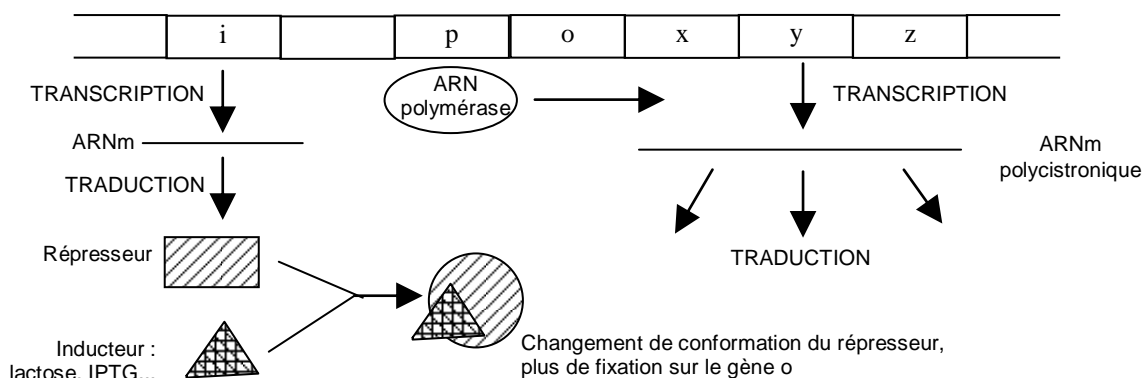 i p o x y z
TRANSCRIPTION
ARN
polymérase
TRANSCRIPTION
ARNm
ARNm
polycistronique
TRADUCTION
Répresseur
TRADUCTION
Inducteur :
lactose, IPTG...
Changement de conformation du répresseur,
plus de fixation sur le gène o